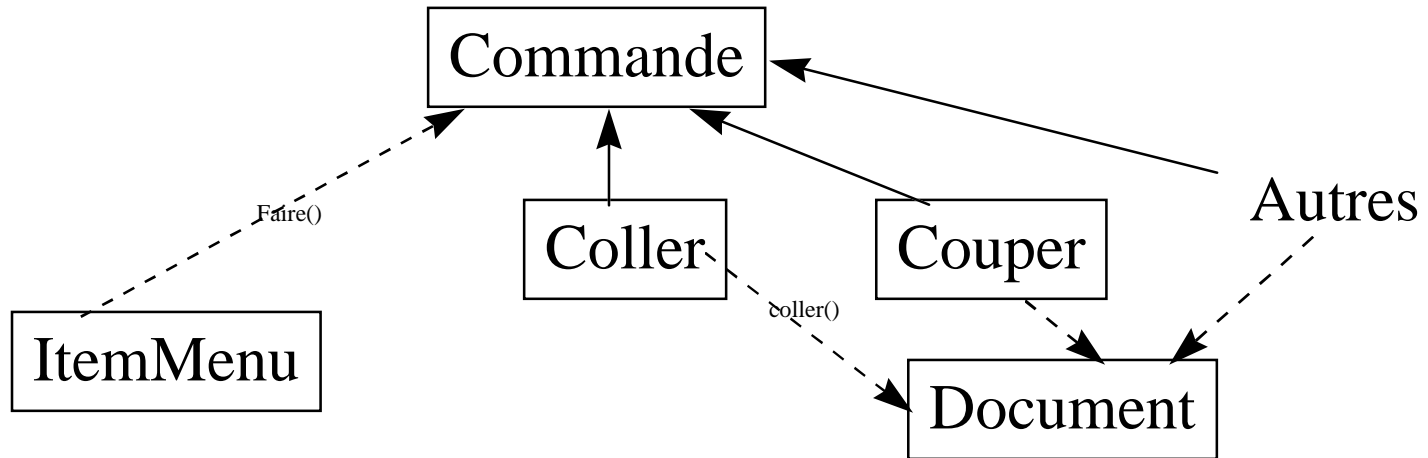 Commande
Autres
Faire()
Coller
Couper
coller()
ItemMenu
Document